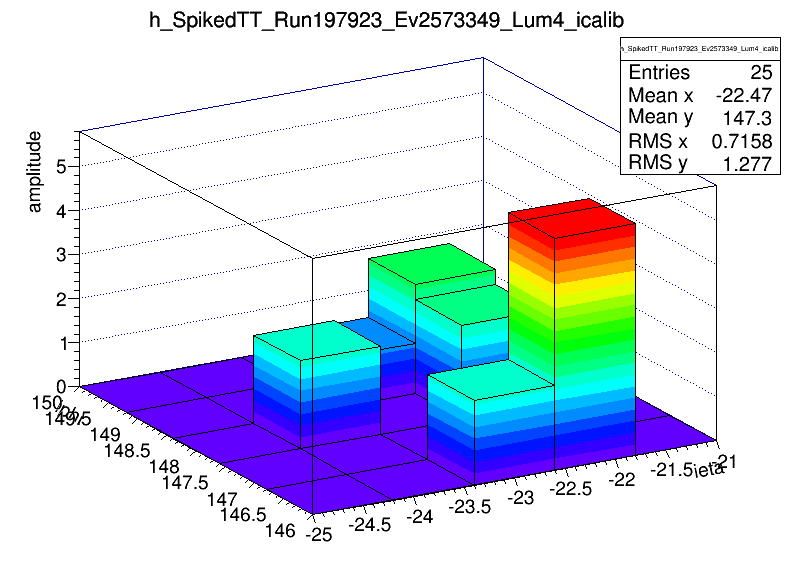 h_SpikedTT_Run197923_Ev2573349_Lum4_icalib
h_SpikedTT_Run197923_Ev2573349_Lum4_icalib
Entries 25
Mean x -22.47
Mean y 147.3
RMS x 0.7158
RMS y 1.277
amplitude
5
4
3
2
1
0
150
149.5
149
148.5
148
147.5
147
146.5
146
-25
-24.5
-24
-23.5
-23
-22.5
-22
-21.5
-21
ieta